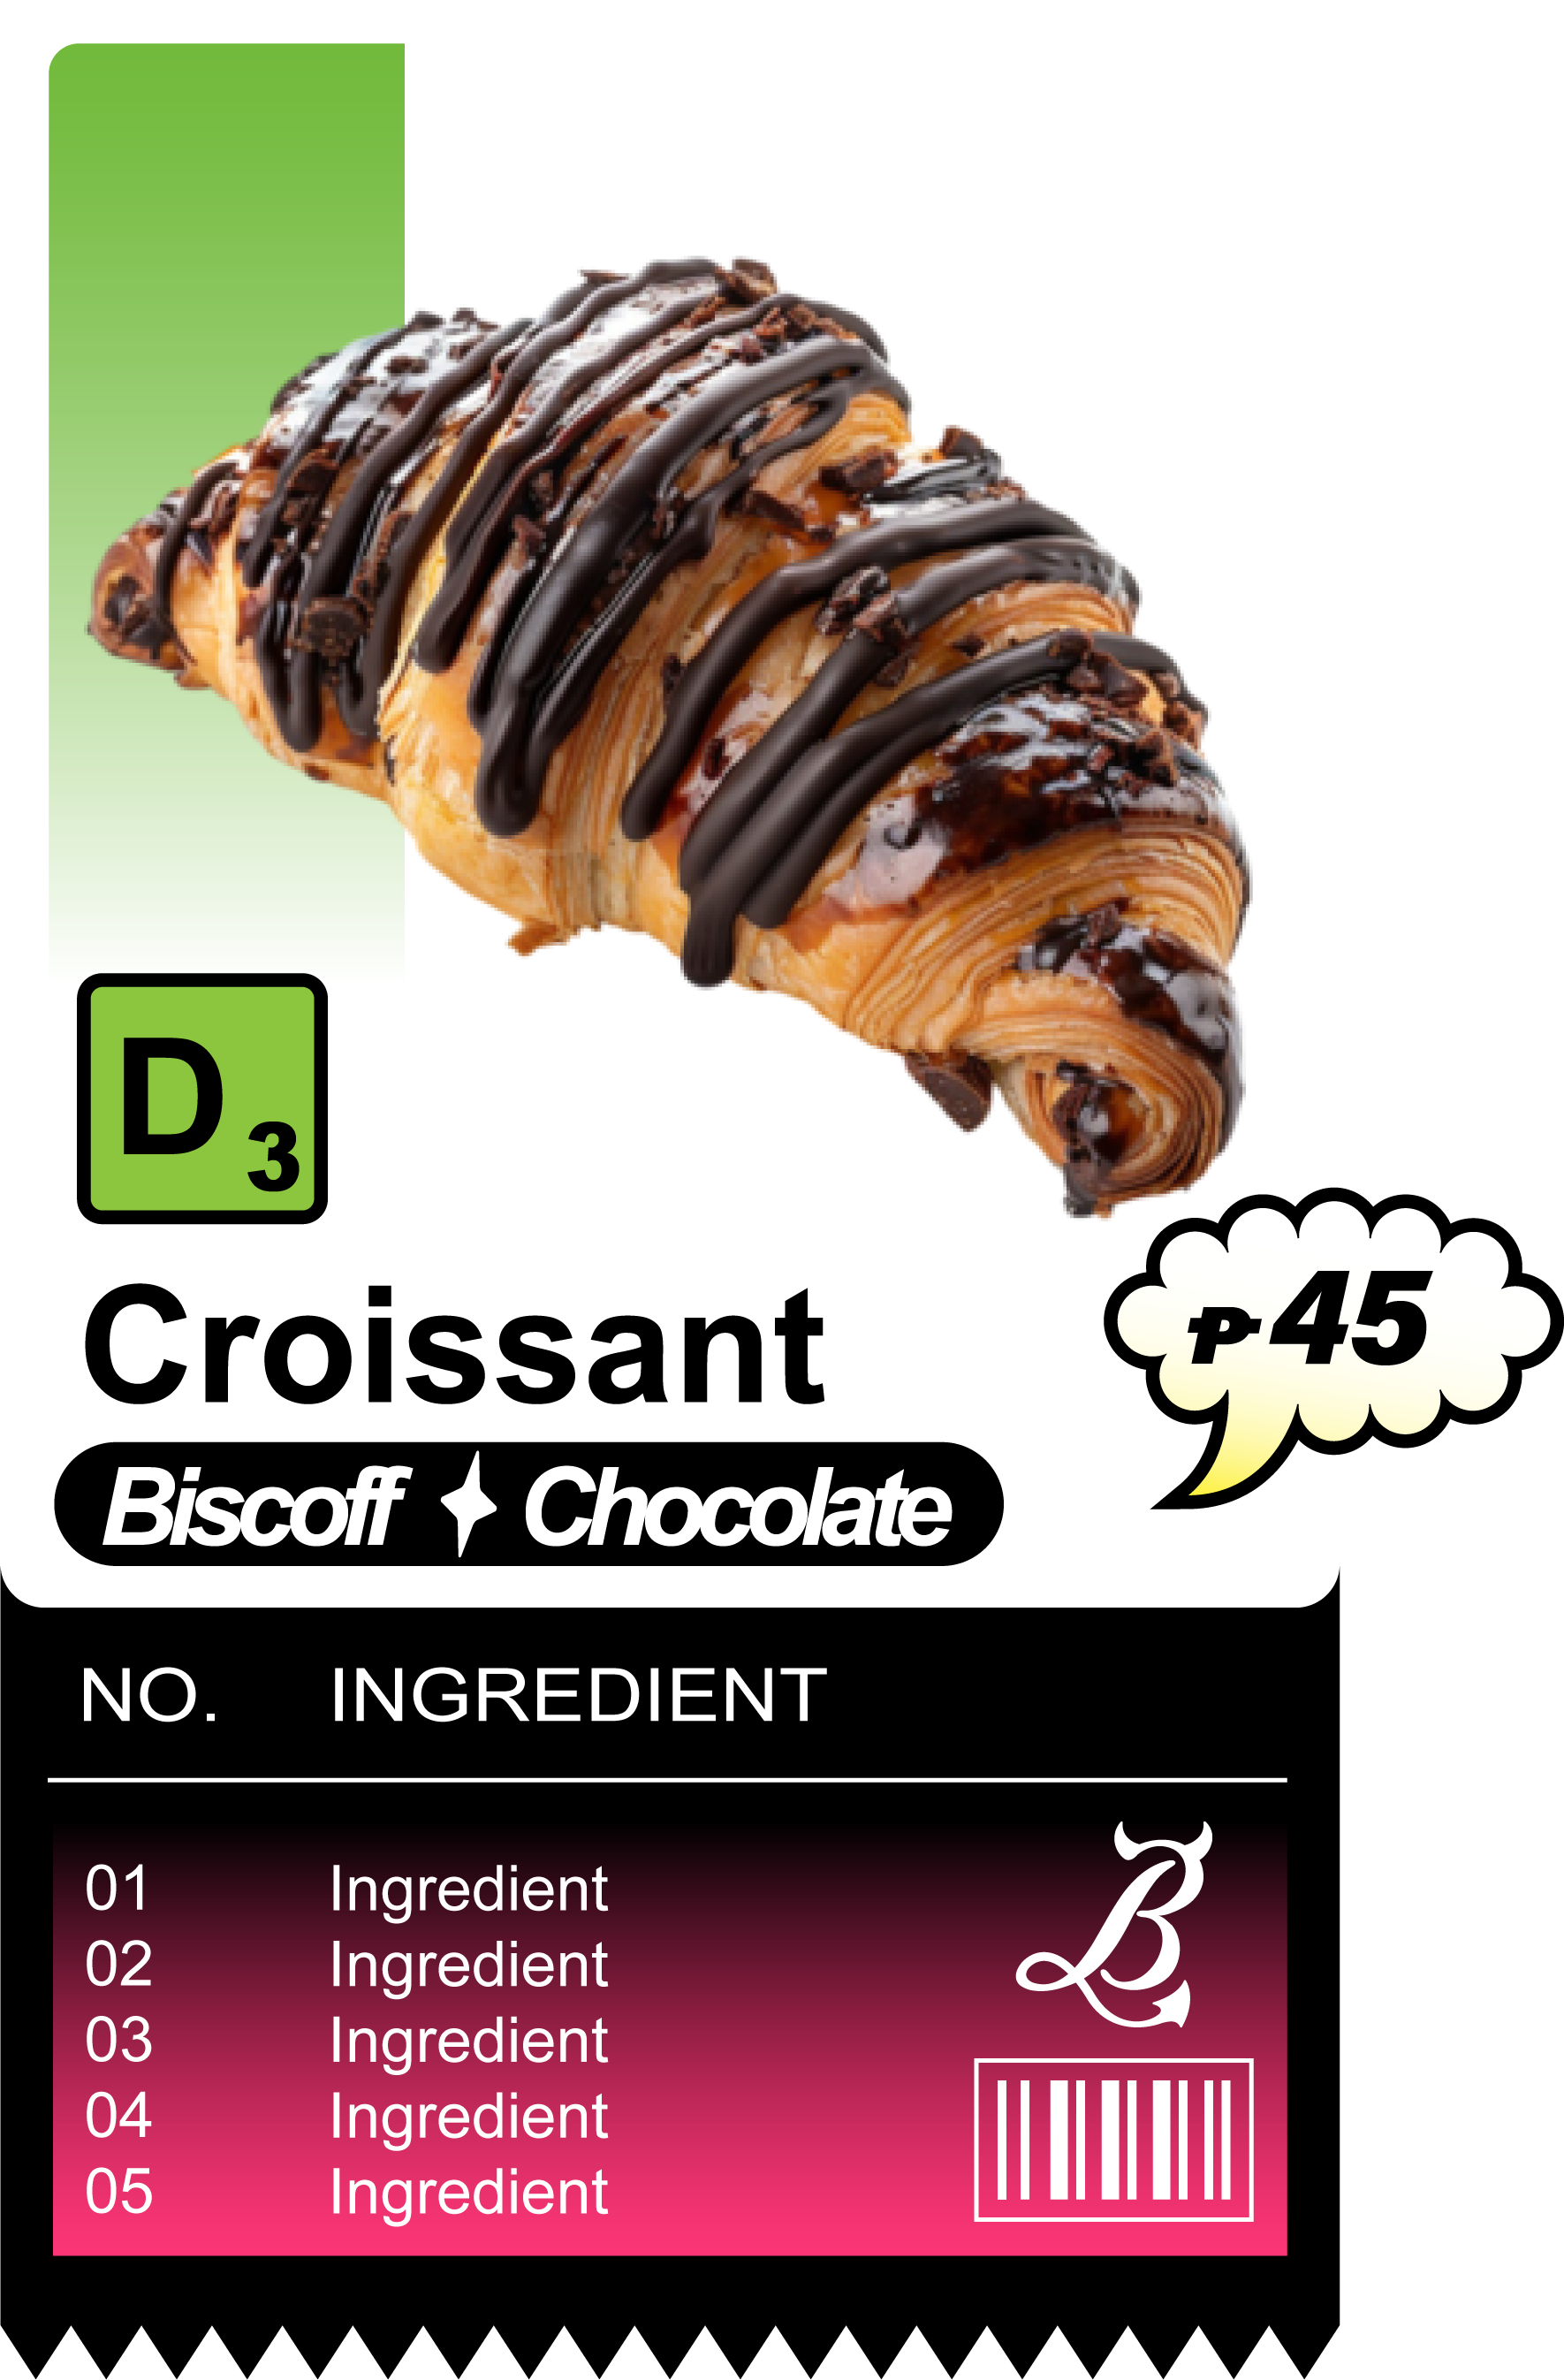 D3
Croissant
₱45
Biscoff Chocolate
NO. INGREDIENT
01 Ingredient
02 Ingredient
03 Ingredient
04 Ingredient
05 Ingredient
B